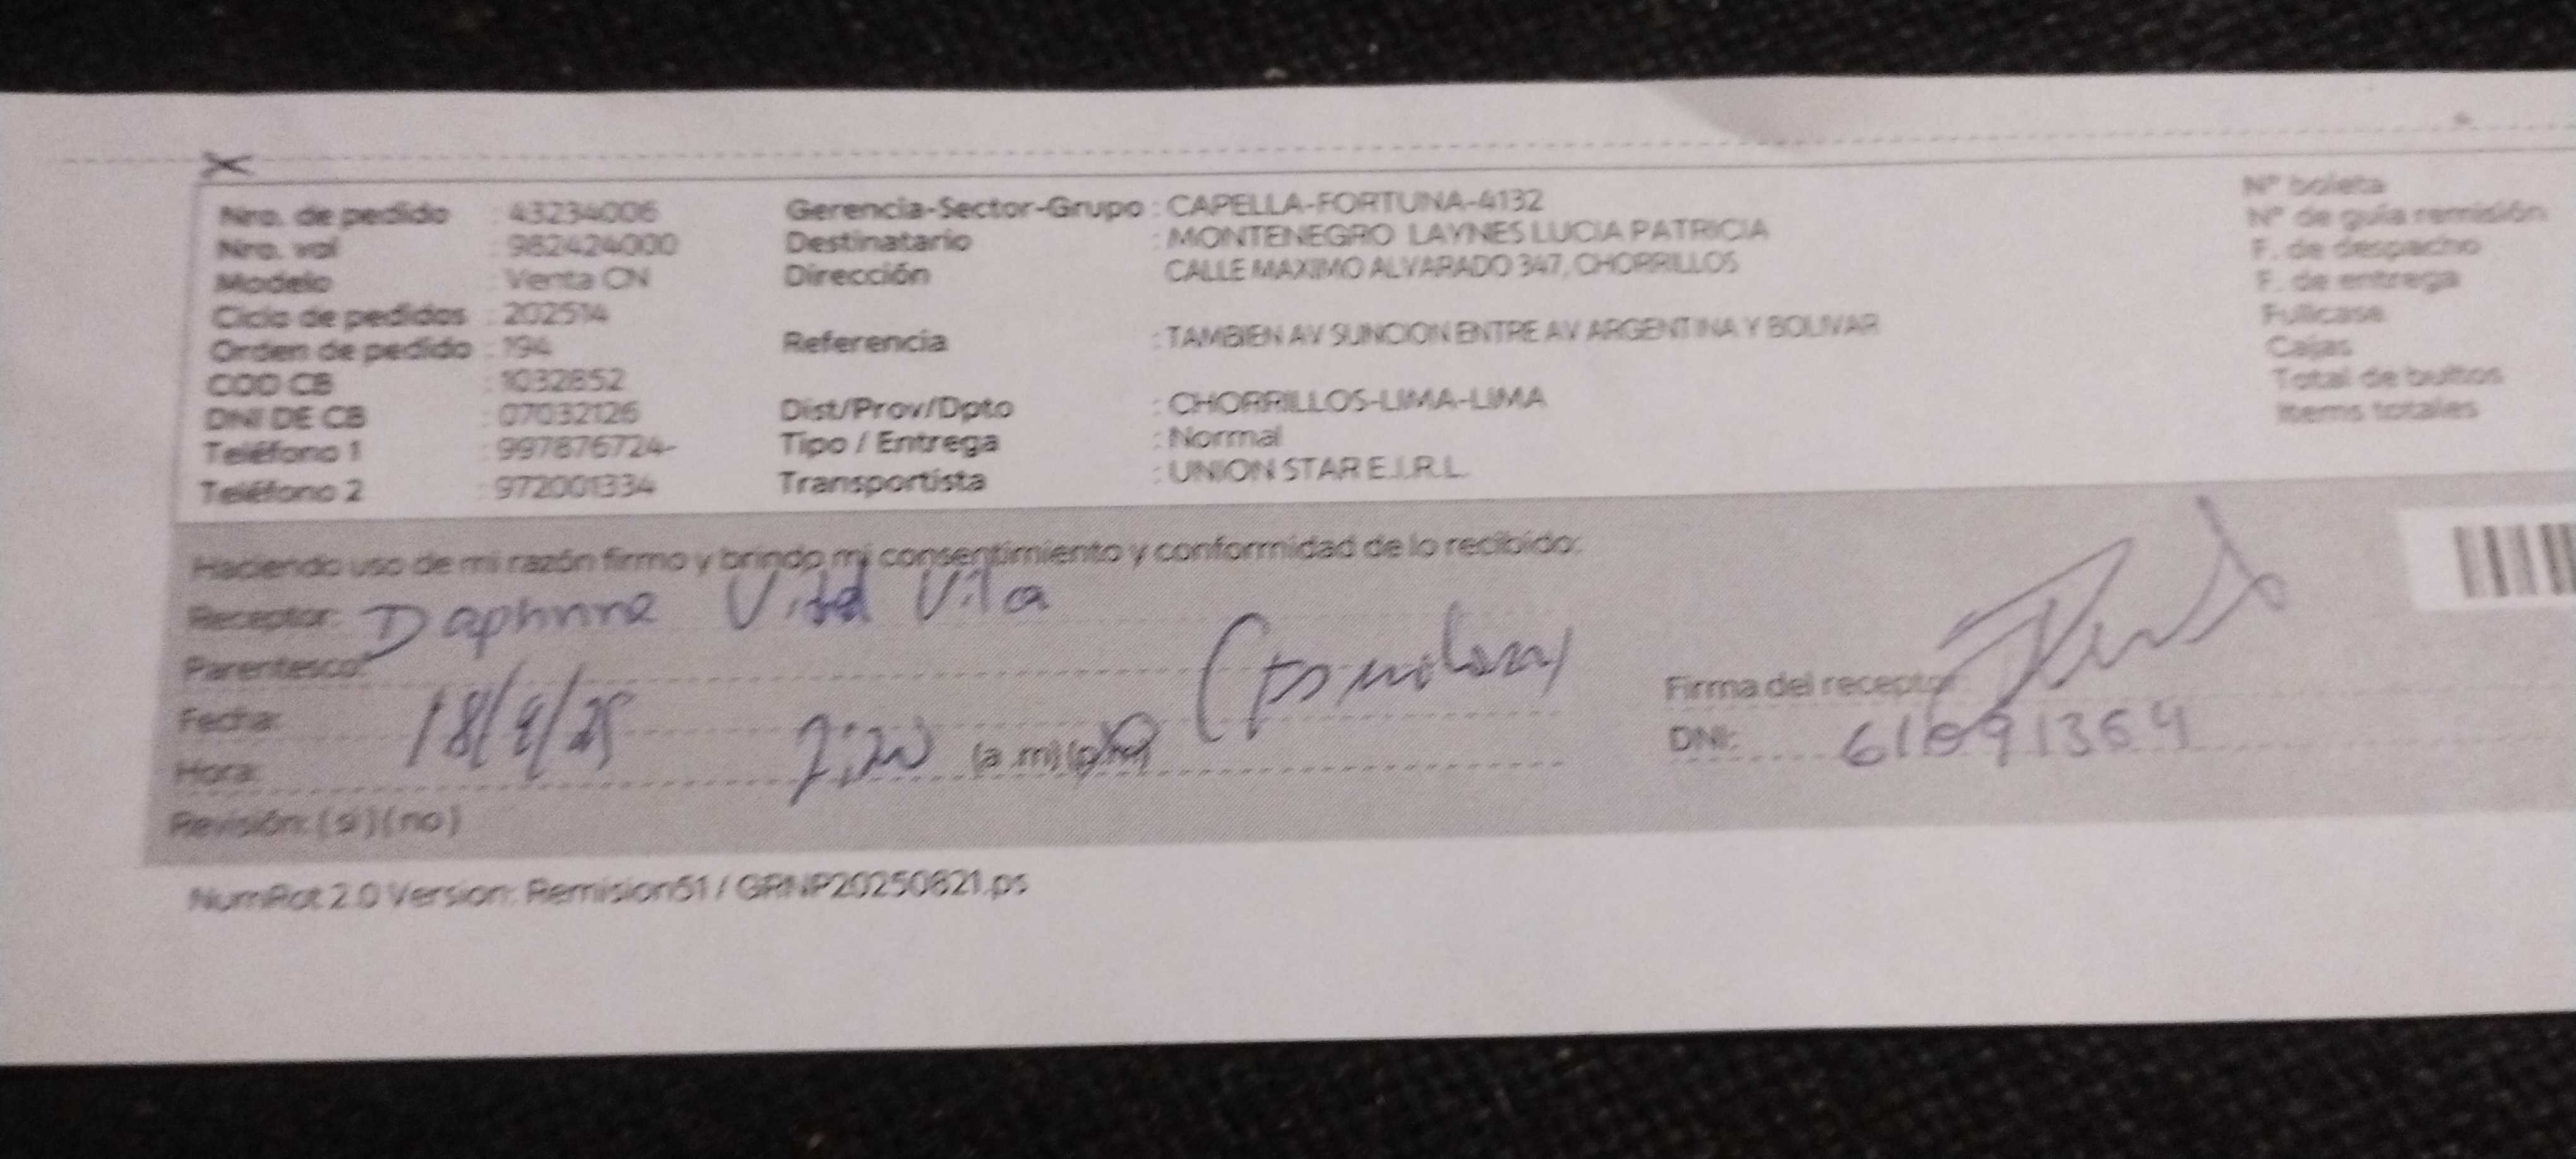 Nro. de pedido : 43234006 Gerencia-Sector-Grupo : CAPELLA-FORTUNA-4132 N° boleta
Nro. vol : 982424000 Destinatario : MONTENEGRO LAYNES LUCIA PATRICIA N° de guía remisión
Modelo : Venta CN Dirección CALLE MAXIMO ALVARADO 347, CHORRILLOS F. de despacho
Ciclo de pedidos : 202514 F. de entrega
Orden de pedido : 194 Referencia : TAMBIEN AV SUNCION ENTRE AV ARGENTINA Y BOLIVAR Fullcase
COD CB : 1032852 Cajas
DNI DE CB : 07032126 Dist/Prov/Dpto : CHORRILLOS-LIMA-LIMA Total de bultos
Teléfono 1 : 997876724- Tipo / Entrega : Normal Items totales
Teléfono 2 : 972001334 Transportista : UNION STAR E.I.R.L.
Haciendo uso de mi razón firmo y brindo mi consentimiento y conformidad de lo recibido:
Receptor: Daphnne Vital Vila
Parentesco:
Fecha: 18/9/25 Firma del receptor
Hora: (a.m)(p.m) DNI: 61091364
Revisión: (si)(no)
NumRot 2.0 Version: Remision51 / GRNP20250821.ps